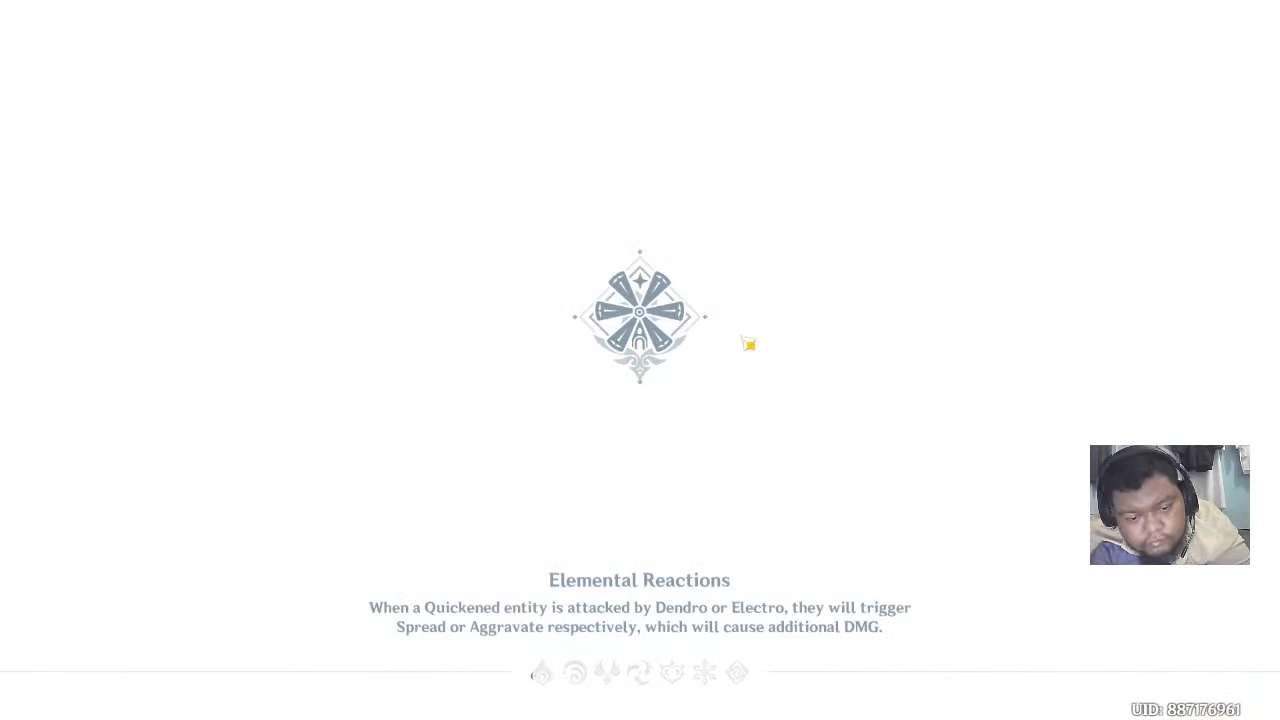 Elemental Reactions
When a Quickened entity is attacked by Dendro or Electro, they will trigger
Spread or Aggravate respectively, which will cause additional DMG.
UID: 887176961